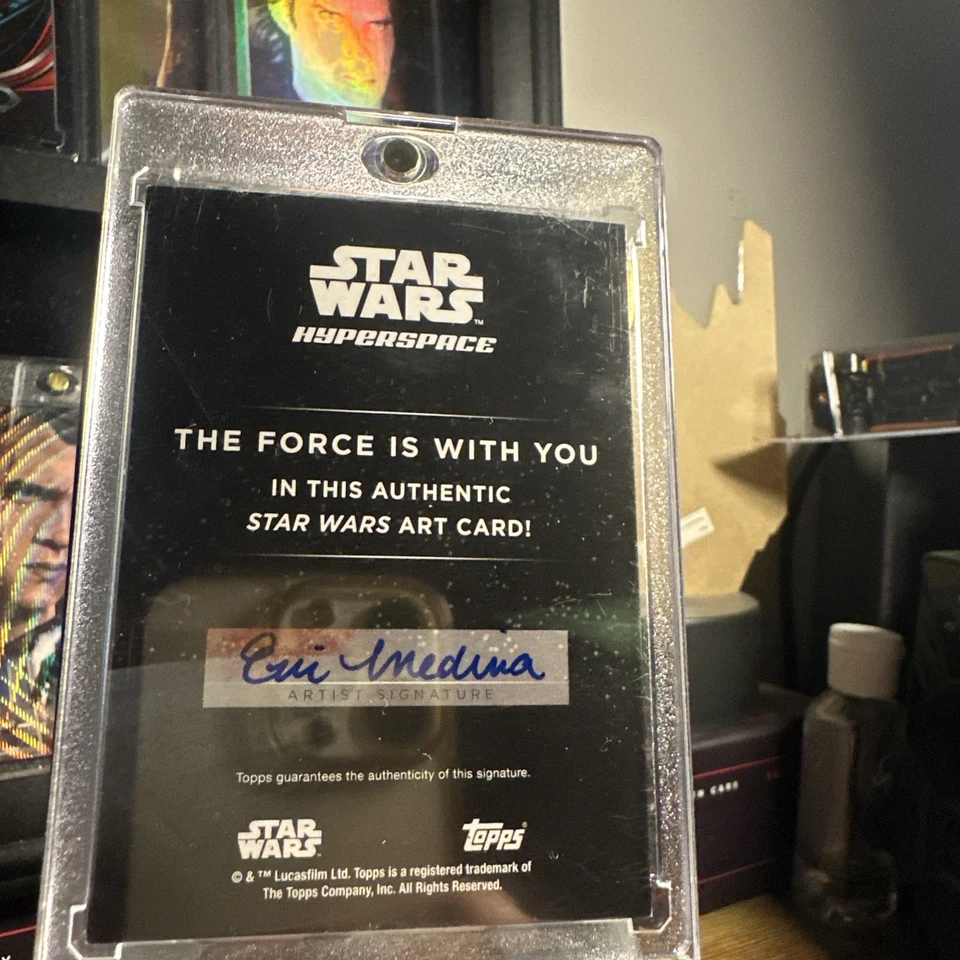 STAR
WARS™
HYPERSPACE
THE FORCE IS WITH YOU
IN THIS AUTHENTIC
STAR WARS ART CARD!
Eric Medina
ARTIST SIGNATURE
Topps guarantees the authenticity of this signature.
STAR
WARS
topps®
© & ™ Lucasfilm Ltd. Topps is a registered trademark of
The Topps Company, Inc. All Rights Reserved.